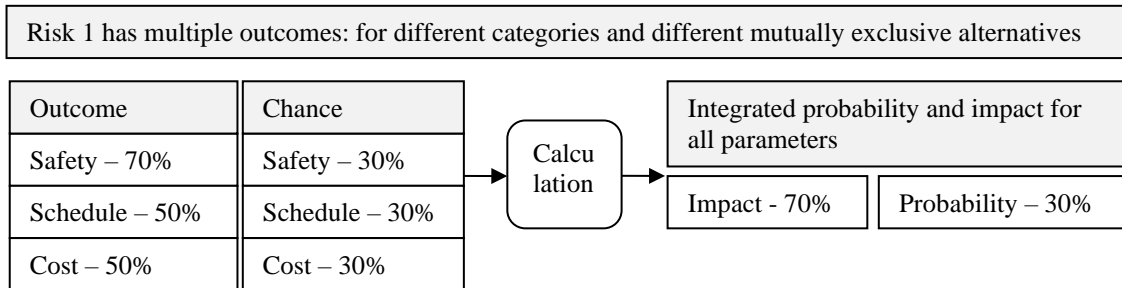 Risk 1 has multiple outcomes: for different categories and different mutually exclusive alternatives
Outcome
Chance
Safety – 70%
Safety – 30%
Schedule – 50%
Schedule – 30%
Cost – 50%
Cost – 30%
Calcu
lation
Integrated probability and impact for
all parameters
Impact - 70%
Probability – 30%